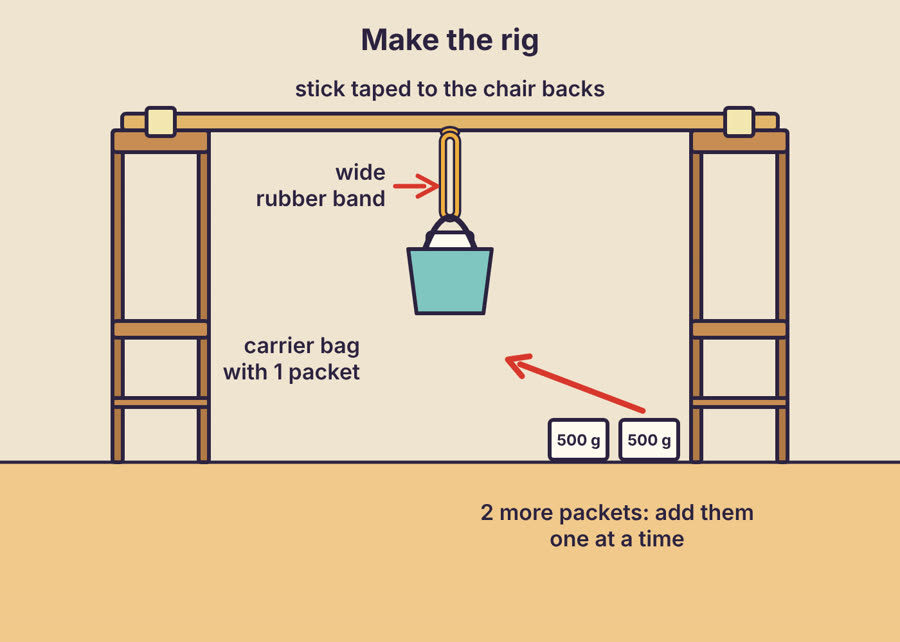 Make the rig
stick taped to the chair backs
wide
rubber band
carrier bag
with 1 packet
500 g
500 g
2 more packets: add them
one at a time